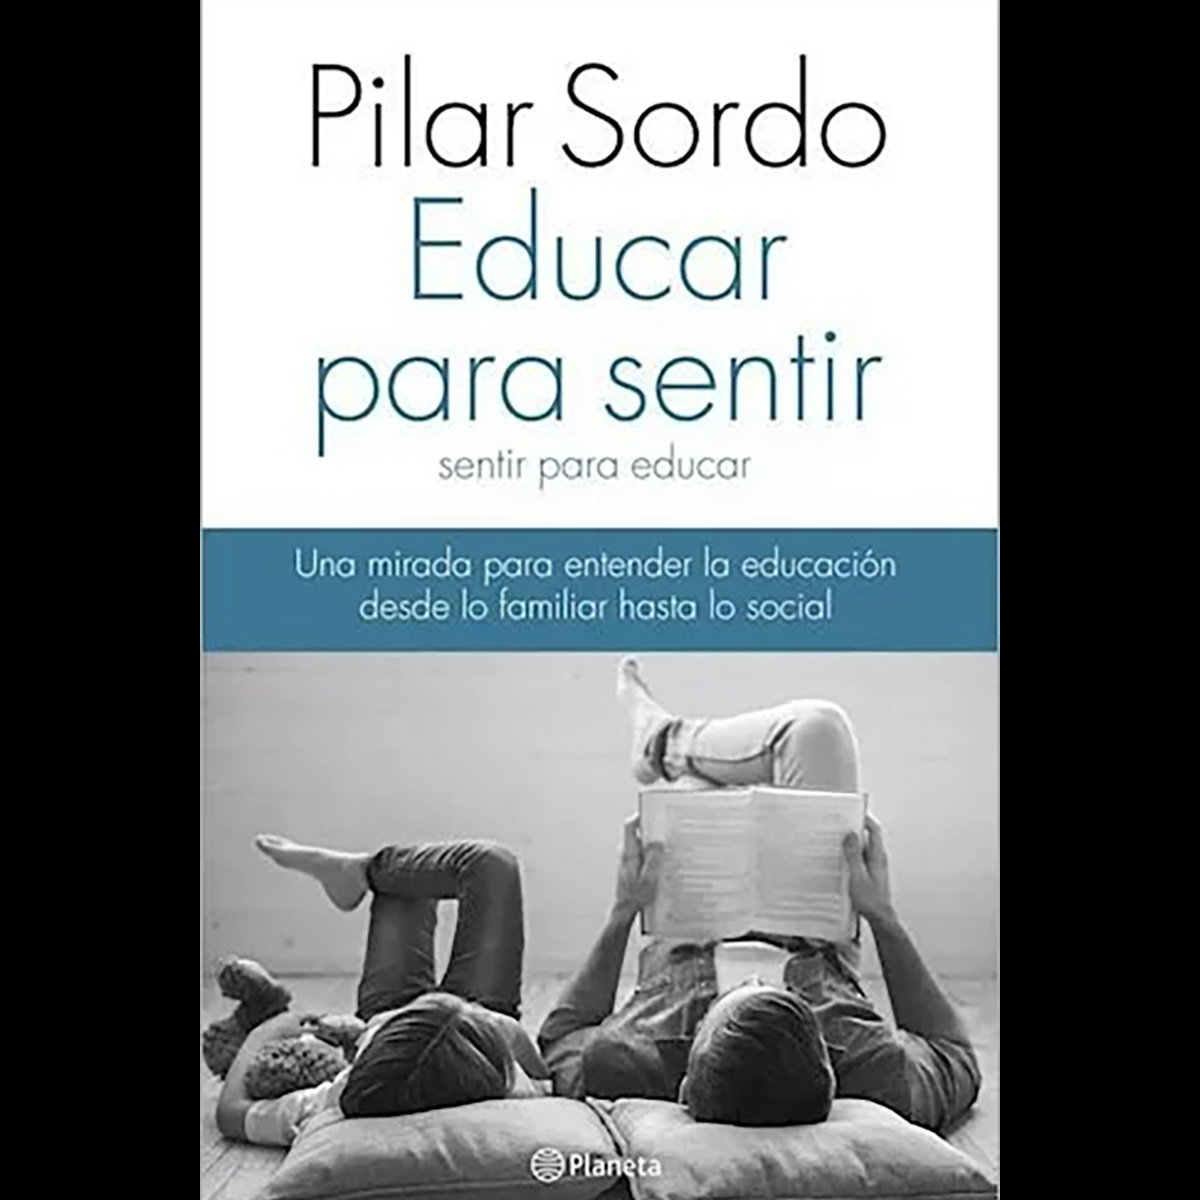 Pilar Sordo
Educar
para sentir
sentir para educar
Una mirada para entender la educación
desde lo familiar hasta lo social
Planeta